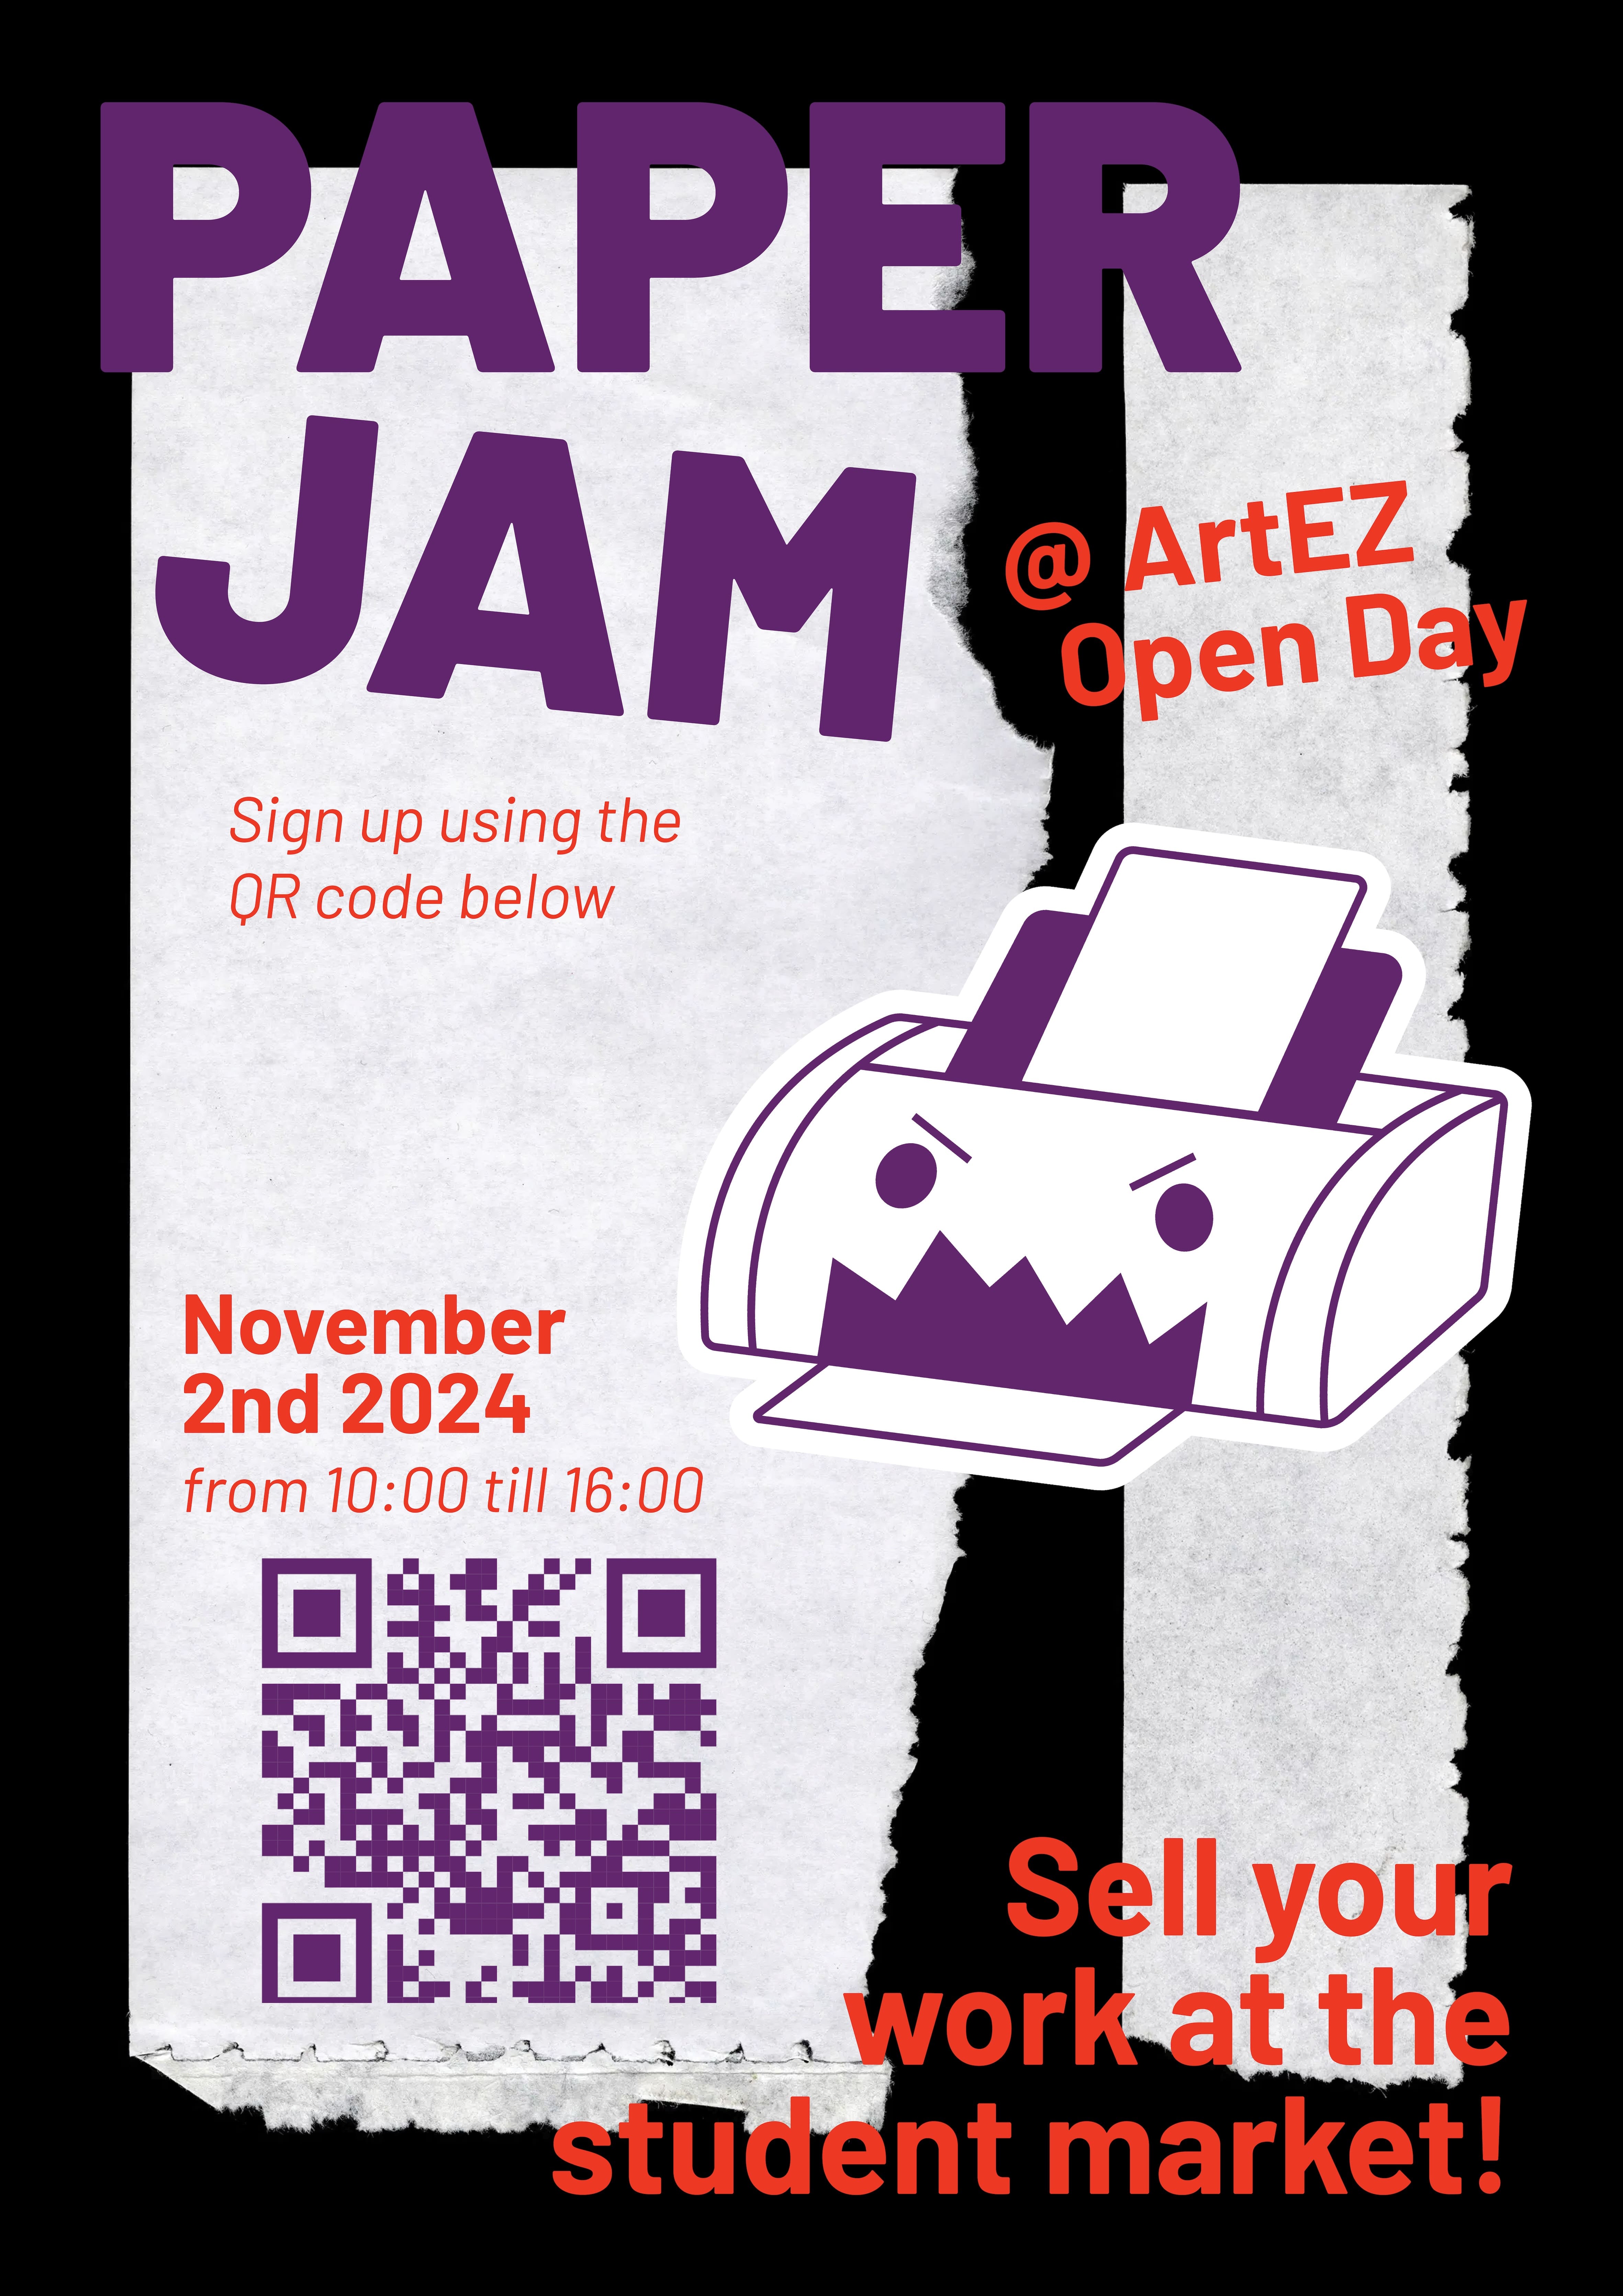 PAPER
JAM
@ ArtEZ
Open Day
Sign up using the
QR code below
November
2nd 2024
from 10:00 till 16:00
Sell your
work at the
student market!